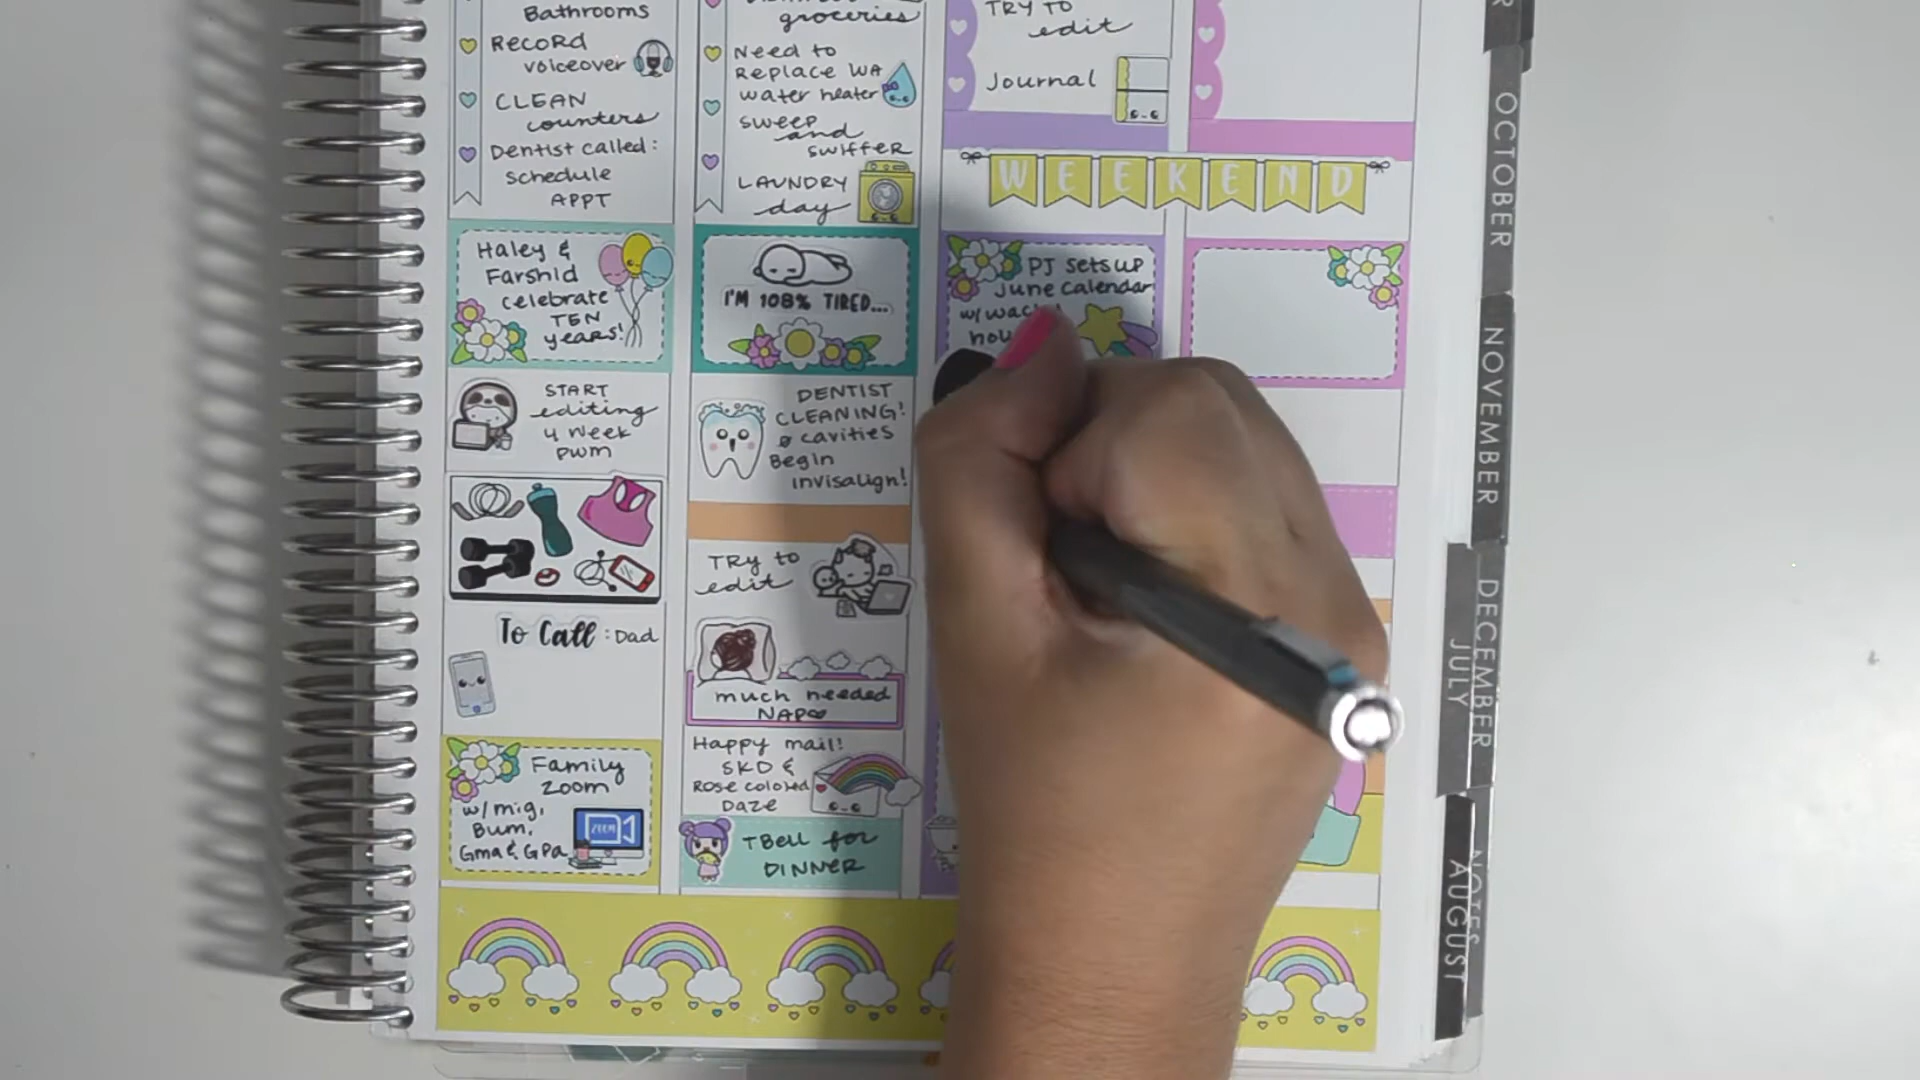 Bathrooms
RECORD
voiceover
CLEAN
counters
Dentist called:
schedule
APPT
Haley &
Farshid
celebrate
TEN
years!
START
editing
4 week
pwm
To Call : Dad
Family
zoom
w/ mig,
Bum,
Gma & GPa
ZOOM
groceries
Need to
Replace WA
water heater
sweep
and
swiffer
LAUNDRY
day
I'M 108% TIRED...
DENTIST
CLEANING!
ø cavities
Begin
invisalign!
TRY to
edit
much needed
NAP
Happy mail!
SKD &
Rose colored
Daze
TBell for
DINNER
TRY TO
edit
Journal
WEEKEND
PJ sets up
June calendar
OCTOBER
NOVEMBER
DECEMBER
JULY
NOTES
AUGUST